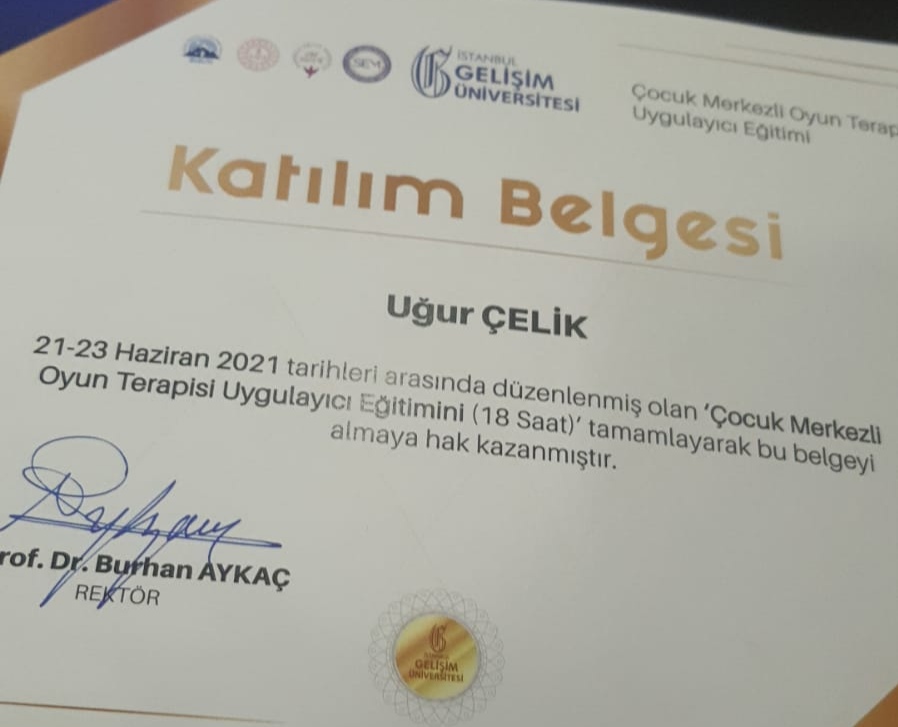 SEM
İSTANBUL
GELİŞİM
ÜNİVERSİTESİ
Çocuk Merkezli Oyun Terap
Uygulayıcı Eğitimi
Katılım Belgesi
Uğur ÇELİK
21-23 Haziran 2021 tarihleri arasında düzenlenmiş olan ‘Çocuk Merkezli
Oyun Terapisi Uygulayıcı Eğitimini (18 Saat)’ tamamlayarak bu belgeyi
almaya hak kazanmıştır.
rof. Dr. Burhan AYKAÇ
REKTÖR
İSTANBUL
GELİŞİM
ÜNİVERSİTESİ